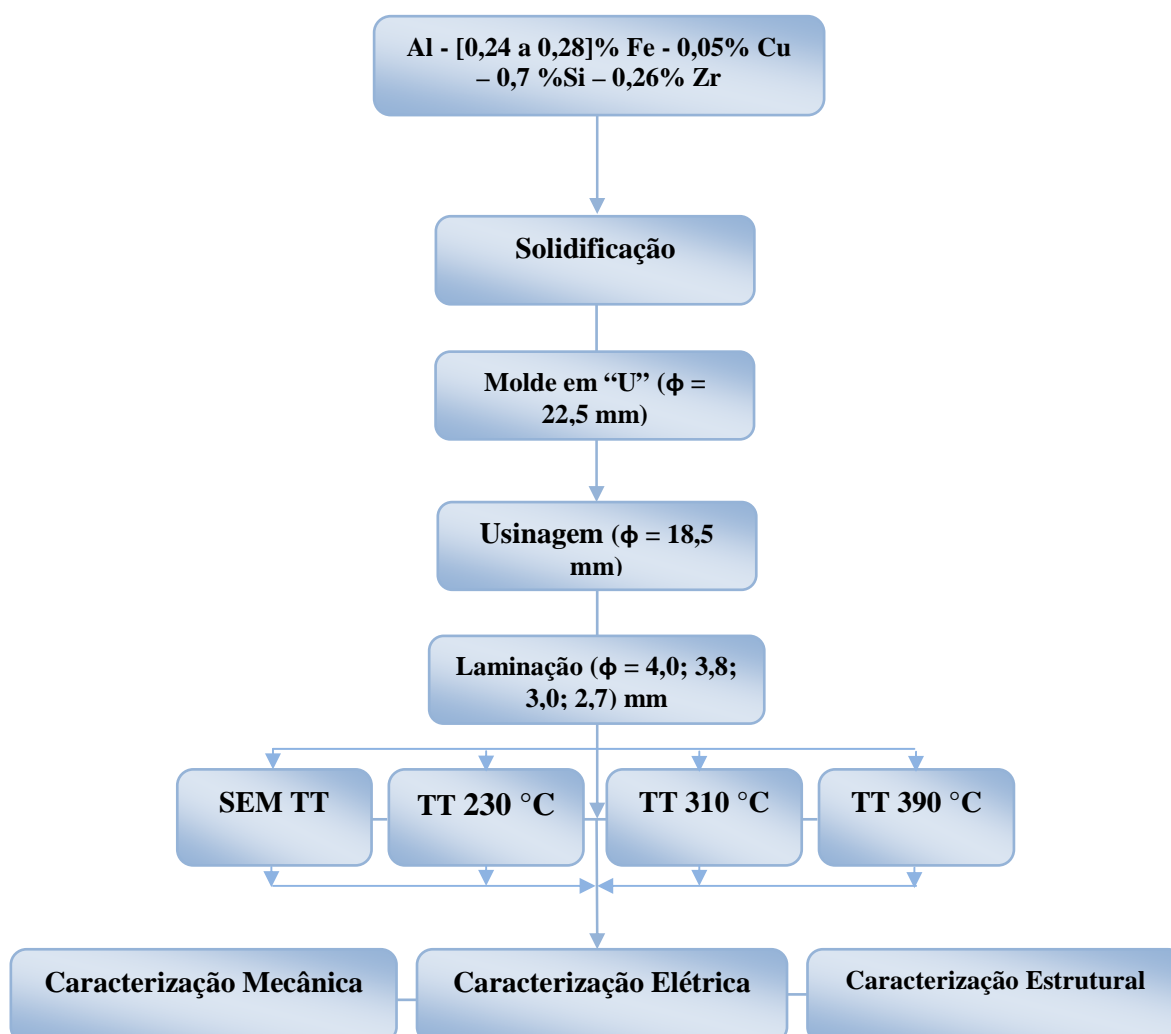 Al - [0,24 a 0,28]% Fe - 0,05% Cu
– 0,7 %Si – 0,26% Zr
Solidificação
Molde em “U” (ϕ =
22,5 mm)
Usinagem (ϕ = 18,5
mm)
Laminação (ϕ = 4,0; 3,8;
3,0; 2,7) mm
SEM TT
TT 230 °C
TT 310 °C
TT 390 °C
Caracterização Mecânica
Caracterização Elétrica
Caracterização Estrutural